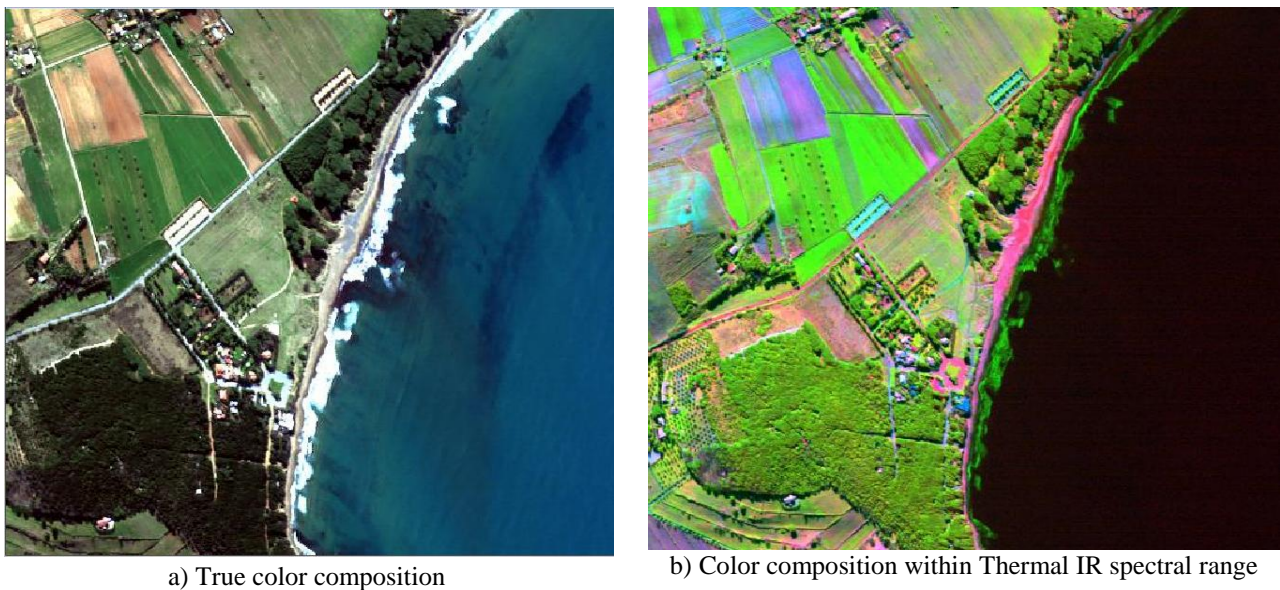 a) True color composition
b) Color composition within Thermal IR spectral range